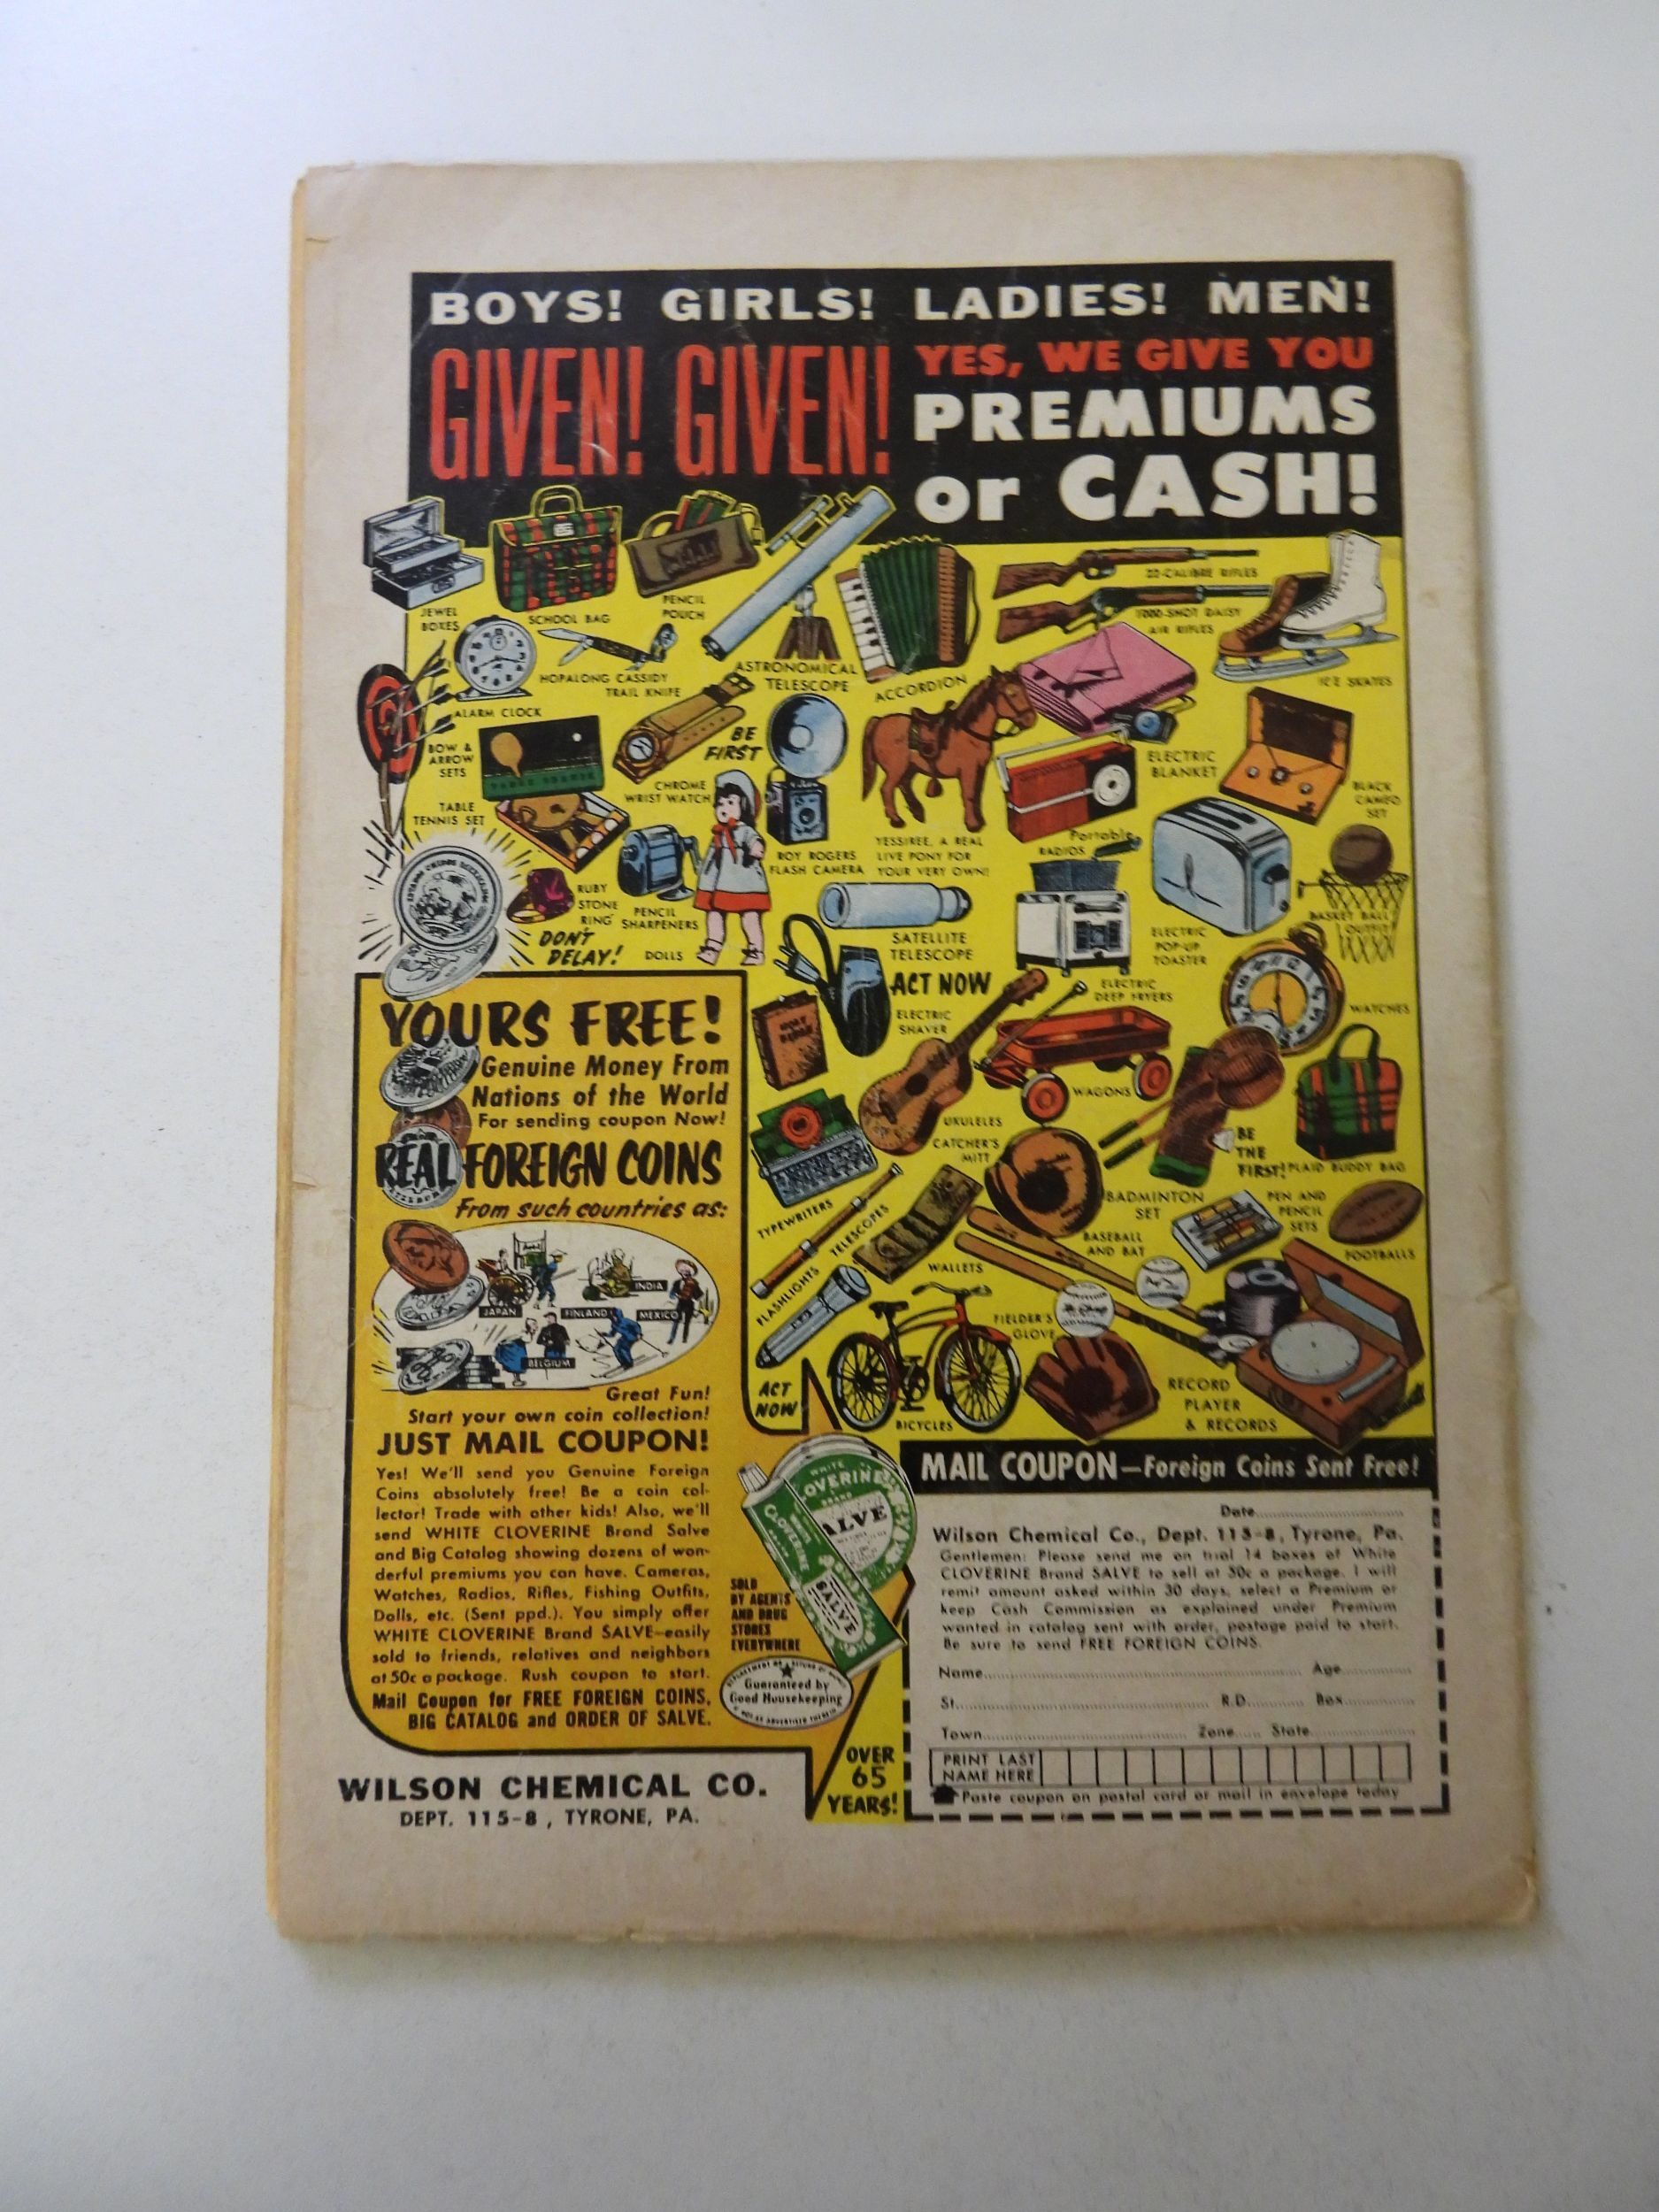 BOYS! GIRLS! LADIES! MEN!
GIVEN! GIVEN!
YES, WE GIVE YOU
PREMIUMS
or CASH!
JEWEL
BOXES
SCHOOL BAG
PENCIL
POUCH
ASTRONOMICAL
TELESCOPE
ACCORDION
22-CALIBRE RIFLES
1000-SHOT DAISY
AIR RIFLES
ICE SKATES
HOPALONG CASSIDY
TRAIL KNIFE
ALARM CLOCK
BOW &
ARROW
SETS
TABLE
TENNIS SET
CHROME
WRIST WATCH
BE
FIRST
ROY ROGERS
FLASH CAMERA
YESSIREE, A REAL
LIVE PONY FOR
YOUR VERY OWN!
Portable
RADIOS
ELECTRIC
BLANKET
BLACK
CAMEO
SET
RUBY
STONE
RING
PENCIL
SHARPENERS
DON'T
DELAY!
DOLLS
SATELLITE
TELESCOPE
ELECTRIC
POP-UP
TOASTER
BASKET BALL
OUTFIT
ACT NOW
ELECTRIC
SHAVER
ELECTRIC
DEEP FRYERS
WATCHES
UKULELES
WAGONS
CATCHER'S
MITT
BE
THE
FIRST!
PLAID BUDDY BAG
TYPEWRITERS
TELESCOPES
BADMINTON
SET
PEN AND
PENCIL
SETS
FOOTBALLS
BASEBALL
AND BAT
WALLETS
FLASHLIGHTS
FIELDER'S
GLOVE
ACT
NOW
BICYCLES
RECORD
PLAYER
& RECORDS
YOURS FREE!
Genuine Money From
Nations of the World
For sending coupon Now!
REAL FOREIGN COINS
From such countries as:
JAPAN
FINLAND
INDIA
MEXICO
BELGIUM
Great Fun!
Start your own coin collection!
JUST MAIL COUPON!
Yes! We'll send you Genuine Foreign
Coins absolutely free! Be a coin col-
lector! Trade with other kids! Also, we'll
send WHITE CLOVERINE Brand Salve
and Big Catalog showing dozens of won-
derful premiums you can have. Cameras,
Watches, Radios, Rifles, Fishing Outfits,
Dolls, etc. (Sent ppd.). You simply offer
WHITE CLOVERINE Brand SALVE—easily
sold to friends, relatives and neighbors
at 50c a package. Rush coupon to start.
Mail Coupon for FREE FOREIGN COINS,
BIG CATALOG and ORDER OF SALVE.
WHITE
CLOVERINE
BRAND
SALVE
CLOVERINE
SALVE
SOLD
BY AGENTS
AND DRUG
STORES
EVERYWHERE
Guaranteed by
Good Housekeeping
WILSON CHEMICAL CO.
DEPT. 115-8, TYRONE, PA.
OVER
65
YEARS!
MAIL COUPON—Foreign Coins Sent Free!
Date
Wilson Chemical Co., Dept. 115-8, Tyrone, Pa.
Gentlemen: Please send me on trial 14 boxes of White
CLOVERINE Brand SALVE to sell at 50c a package. I will
remit amount asked within 30 days, select a Premium or
keep Cash Commission as explained under Premium
wanted in catalog sent with order, postage paid to start.
Be sure to send FREE FOREIGN COINS.
Name Age
St. R.D. Box
Town Zone State
PRINT LAST
NAME HERE
Paste coupon on postal card or mail in envelope today